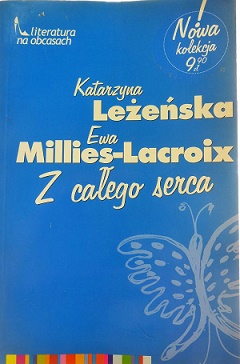 literatura
na obcasach
Nowa
kolekcja
9,90
zł
Katarzyna
Leżeńska
Ewa
Millies-Lacroix
Z całego serca